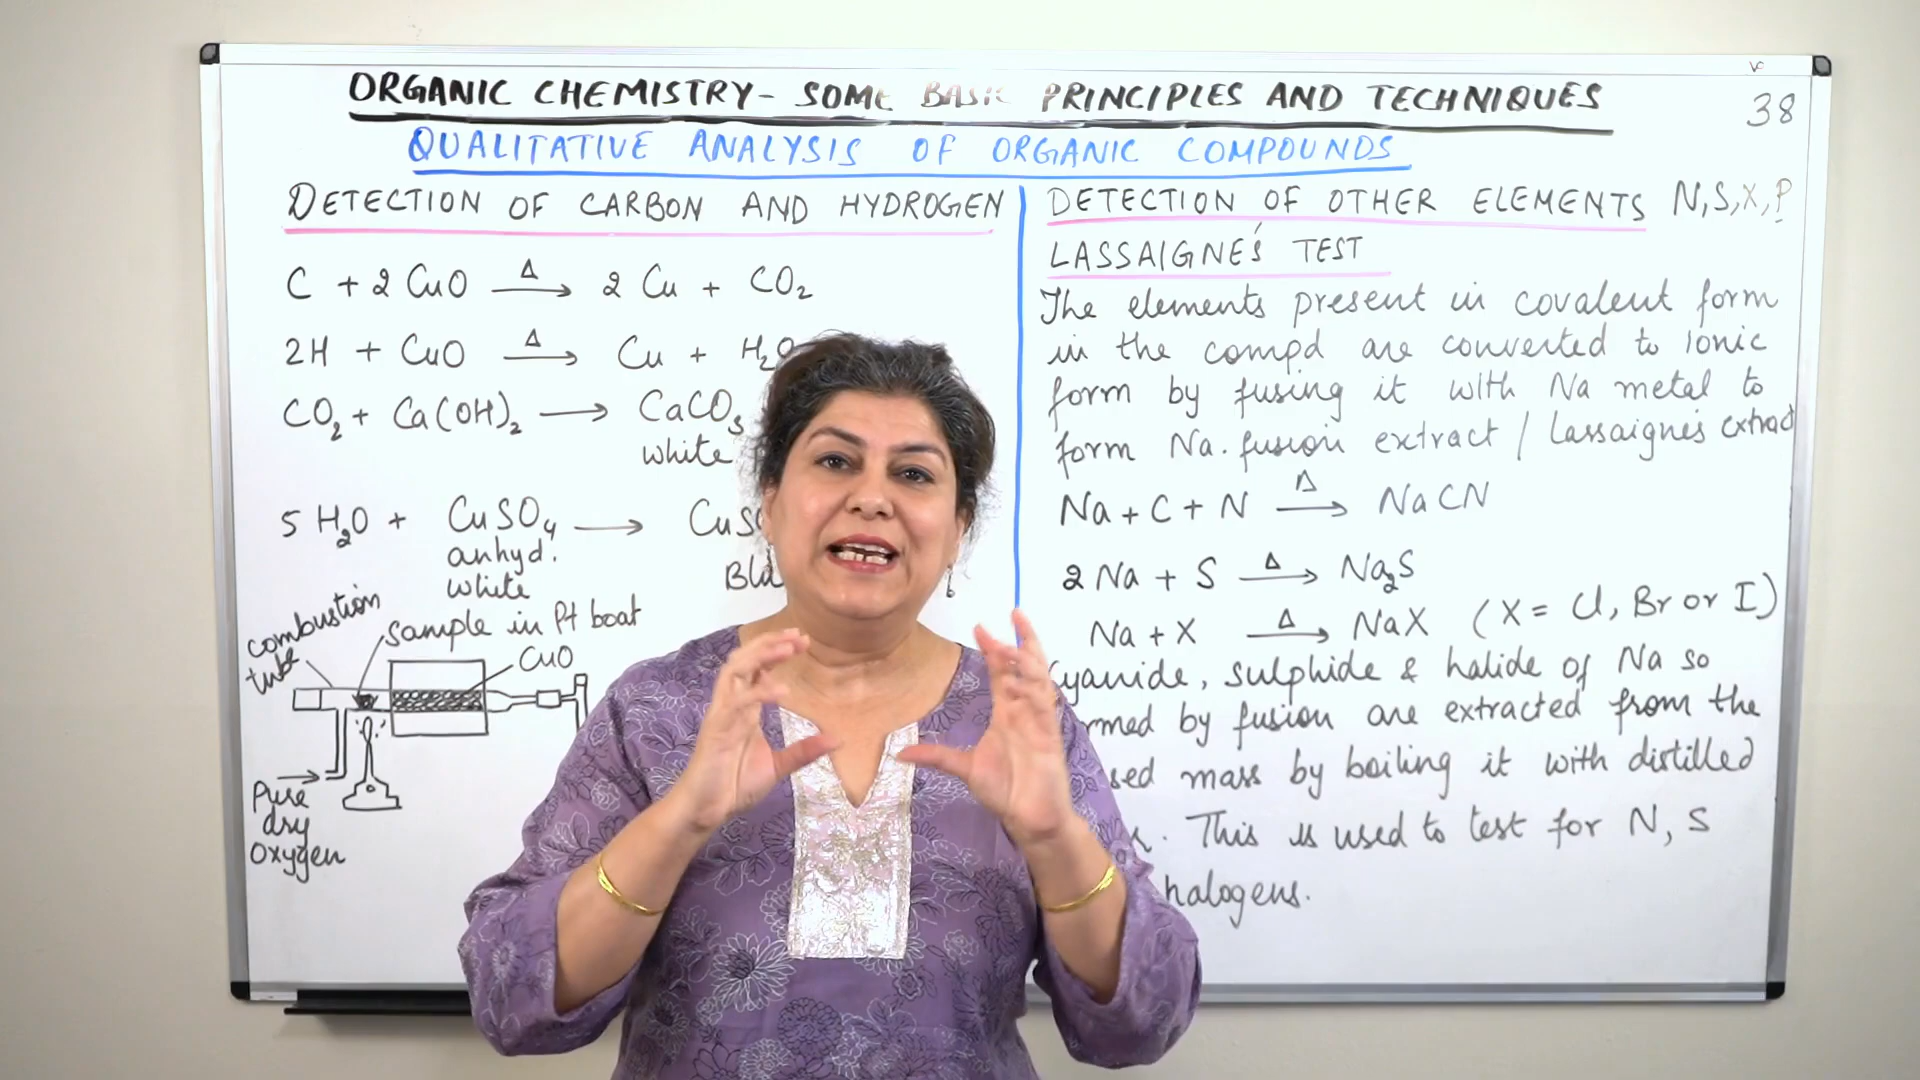 ORGANIC CHEMISTRY - SOME BASIC PRINCIPLES AND TECHNIQUES
38
QUALITATIVE ANALYSIS OF ORGANIC COMPOUNDS
DETECTION OF CARBON AND HYDROGEN
C + 2 CuO —Δ→ 2 Cu + CO₂
2H + CuO —Δ→ Cu + H₂O
CO₂ + Ca(OH)₂ → CaCO₃
white
5 H₂O + CuSO₄ → CuS
anhyd.
white
combustion
tube
Sample in Pt boat
CuO
Pure
dry
Oxygen
DETECTION OF OTHER ELEMENTS N, S, X, P
LASSAIGNE'S TEST
The elements present in covalent form
in the compd are converted to ionic
form by fusing it with Na metal to
form Na. fusion extract / Lassaigne's extract
Na + C + N —Δ→ NaCN
2 Na + S —Δ→ Na₂S
Na + X —Δ→ NaX (X = Cl, Br or I)
yanide, sulphide & halide of Na so
med by fusion are extracted from the
sed mass by boiling it with distilled
This is used to test for N, S
halogens.